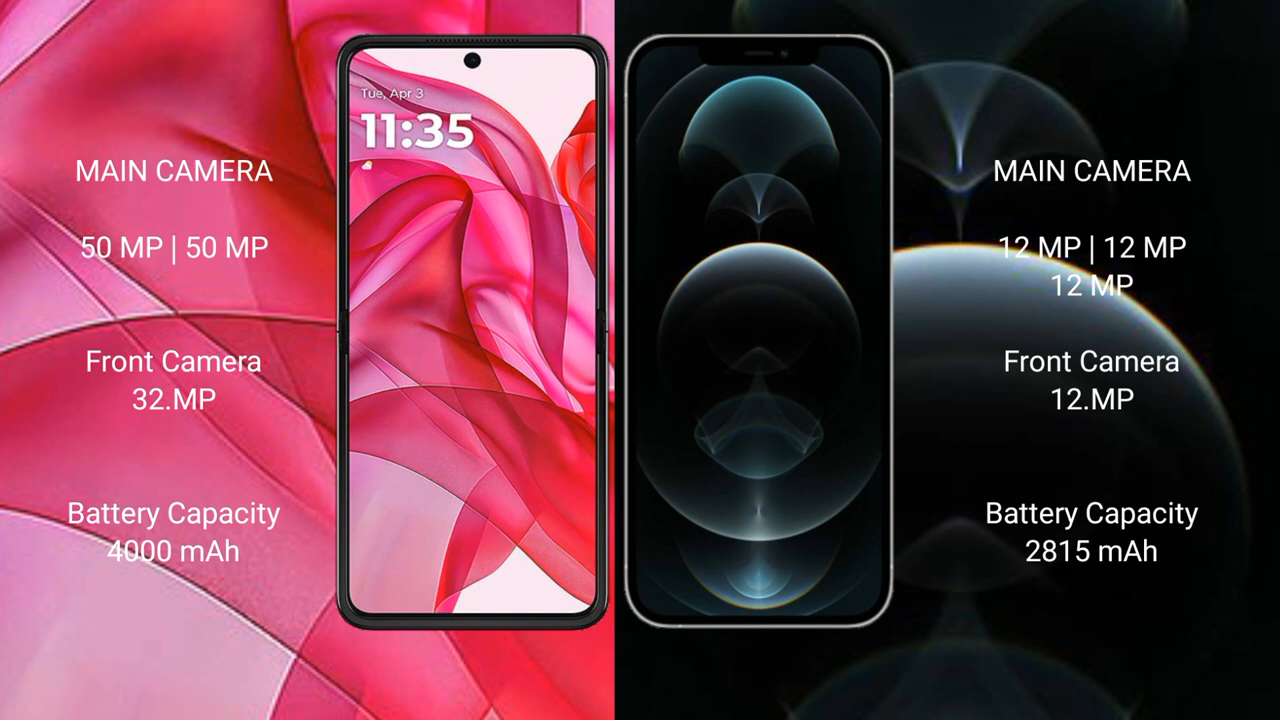 MAIN CAMERA
50 MP | 50 MP
Front Camera
32.MP
Battery Capacity
4000 mAh
Tue, Apr 3
11:35
MAIN CAMERA
12 MP | 12 MP
12 MP
Front Camera
12.MP
Battery Capacity
2815 mAh